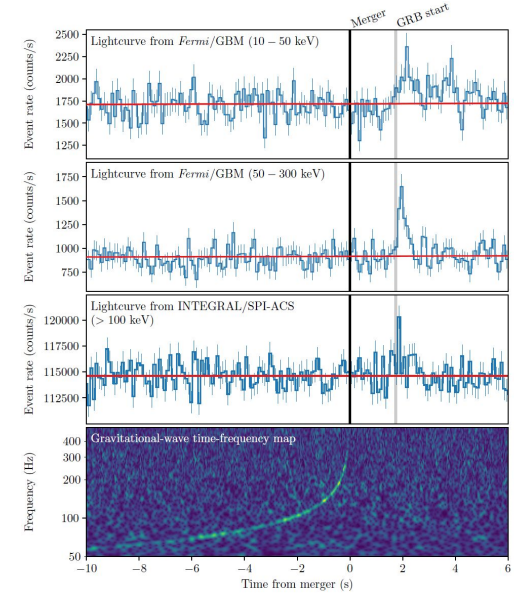 Merger
GRB start
Lightcurve from Fermi/GBM (10 − 50 keV)
Event rate (counts/s)
2500
2250
2000
1750
1500
1250
Lightcurve from Fermi/GBM (50 − 300 keV)
Event rate (counts/s)
1750
1500
1250
1000
750
Lightcurve from INTEGRAL/SPI-ACS
(> 100 keV)
Event rate (counts/s)
120000
117500
115000
112500
Gravitational-wave time-frequency map
Frequency (Hz)
400
300
200
100
50
−10 −8 −6 −4 −2 0 2 4 6
Time from merger (s)